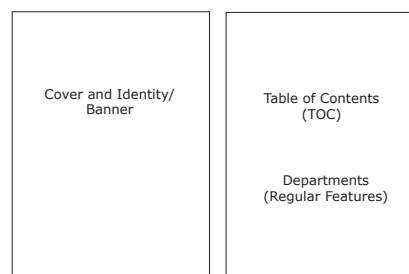 Cover and Identity/
Banner
Table of Contents
(TOC)
Departments
(Regular Features)